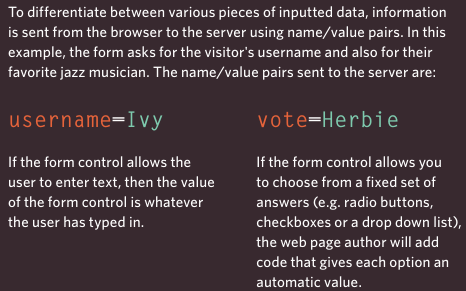 To differentiate between various pieces of inputted data, information
is sent from the browser to the server using name/value pairs. In this
example, the form asks for the visitor's username and also for their
favorite jazz musician. The name/value pairs sent to the server are:
username=Ivy
If the form control allows the
user to enter text, then the value
of the form control is whatever
the user has typed in.
vote=Herbie
If the form control allows you
to choose from a fixed set of
answers (e.g. radio buttons,
checkboxes or a drop down list),
the web page author will add
code that gives each option an
automatic value.